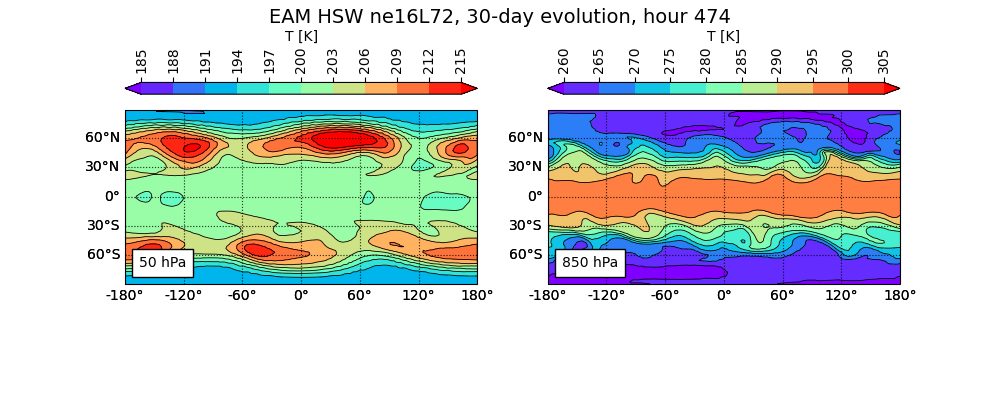 EAM HSW ne16L72, 30-day evolution, hour 474
T [K]
185 188 191 194 197 200 203 206 209 212 215
60°N
30°N
0°
30°S
60°S
50 hPa
-180° -120° -60° 0° 60° 120° 180°
T [K]
260 265 270 275 280 285 290 295 300 305
60°N
30°N
0°
30°S
60°S
850 hPa
-180° -120° -60° 0° 60° 120° 180°